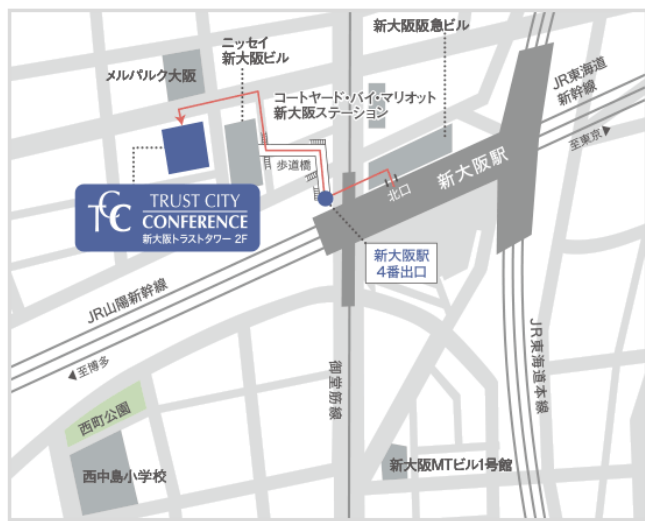 ニッセイ
新大阪ビル
新大阪阪急ビル
メルパルク大阪
コートヤード・バイ・マリオット
新大阪ステーション
JR東海道
新幹線
至東京▶
歩道橋
北口
新大阪駅
TCC
TRUST CITY
CONFERENCE
新大阪トラストタワー 2F
新大阪駅
4番出口
JR山陽新幹線
◀至博多
御堂筋線
JR東海道本線
西町公園
西中島小学校
新大阪MTビル1号館